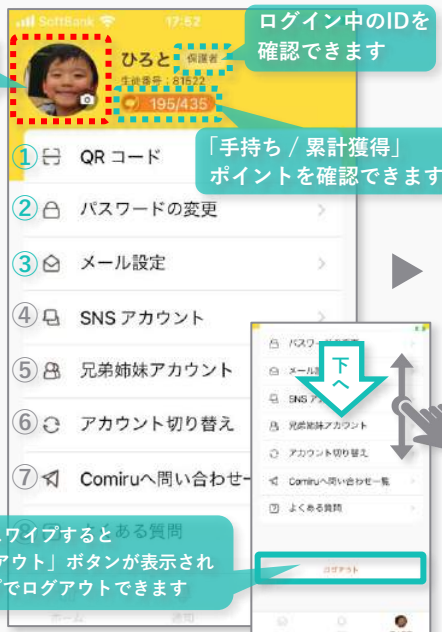 SoftBank 17:52
ログイン中のIDを
確認できます
ひろと 保護者
生徒番号：81522
195/435
「手持ち / 累計獲得」
ポイントを確認できます
① QR コード
② パスワードの変更
③ メール設定
④ SNS アカウント
⑤ 兄弟姉妹アカウント
⑥ アカウント切り替え
⑦ Comiruへ問い合わせ一
よくある質問
下
へ
メール
SNS ア
兄弟姉妹アカウント
アカウント切り替え
Comiruへ問い合わせ一覧
よくある質問
ログアウト
スワイプすると
アウト」ボタンが表示され
でログアウトできます
ホーム 通知